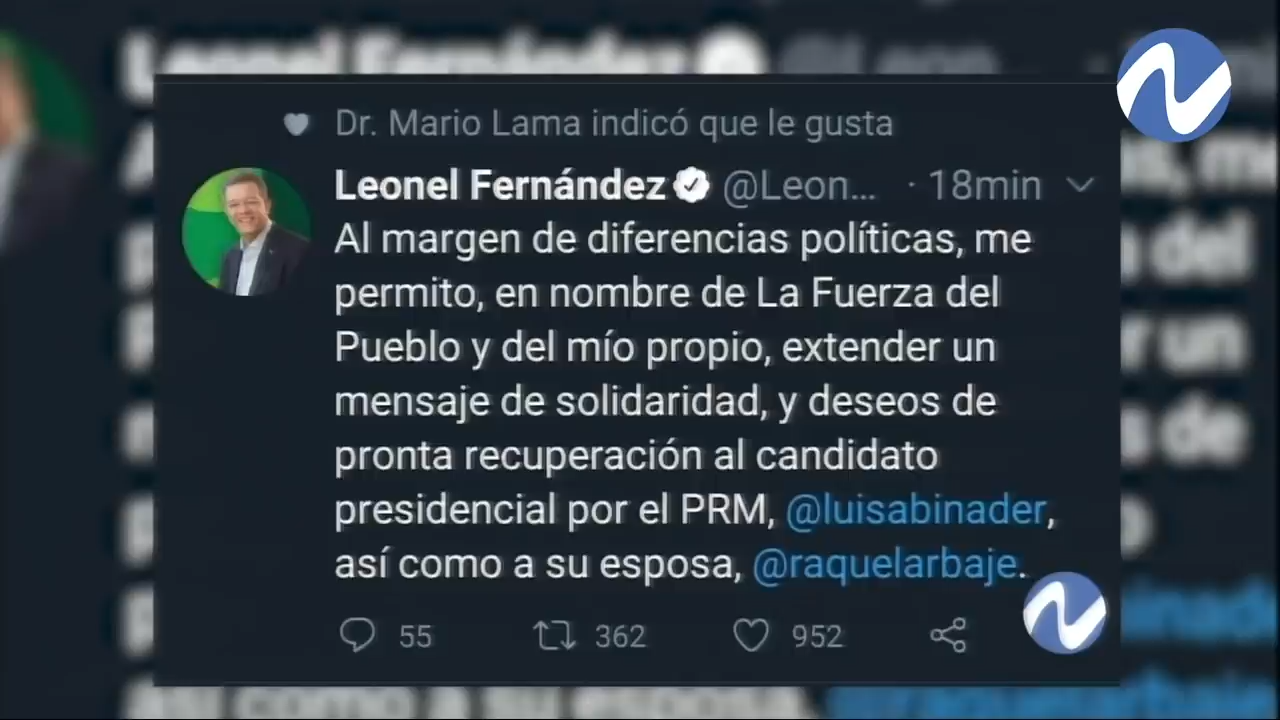 Dr. Mario Lama indicó que le gusta
Leonel Fernández @Leon... · 18min
Al margen de diferencias políticas, me
permito, en nombre de La Fuerza del
Pueblo y del mío propio, extender un
mensaje de solidaridad, y deseos de
pronta recuperación al candidato
presidencial por el PRM, @luisabinader,
así como a su esposa, @raquelarbaje.
55 362 952